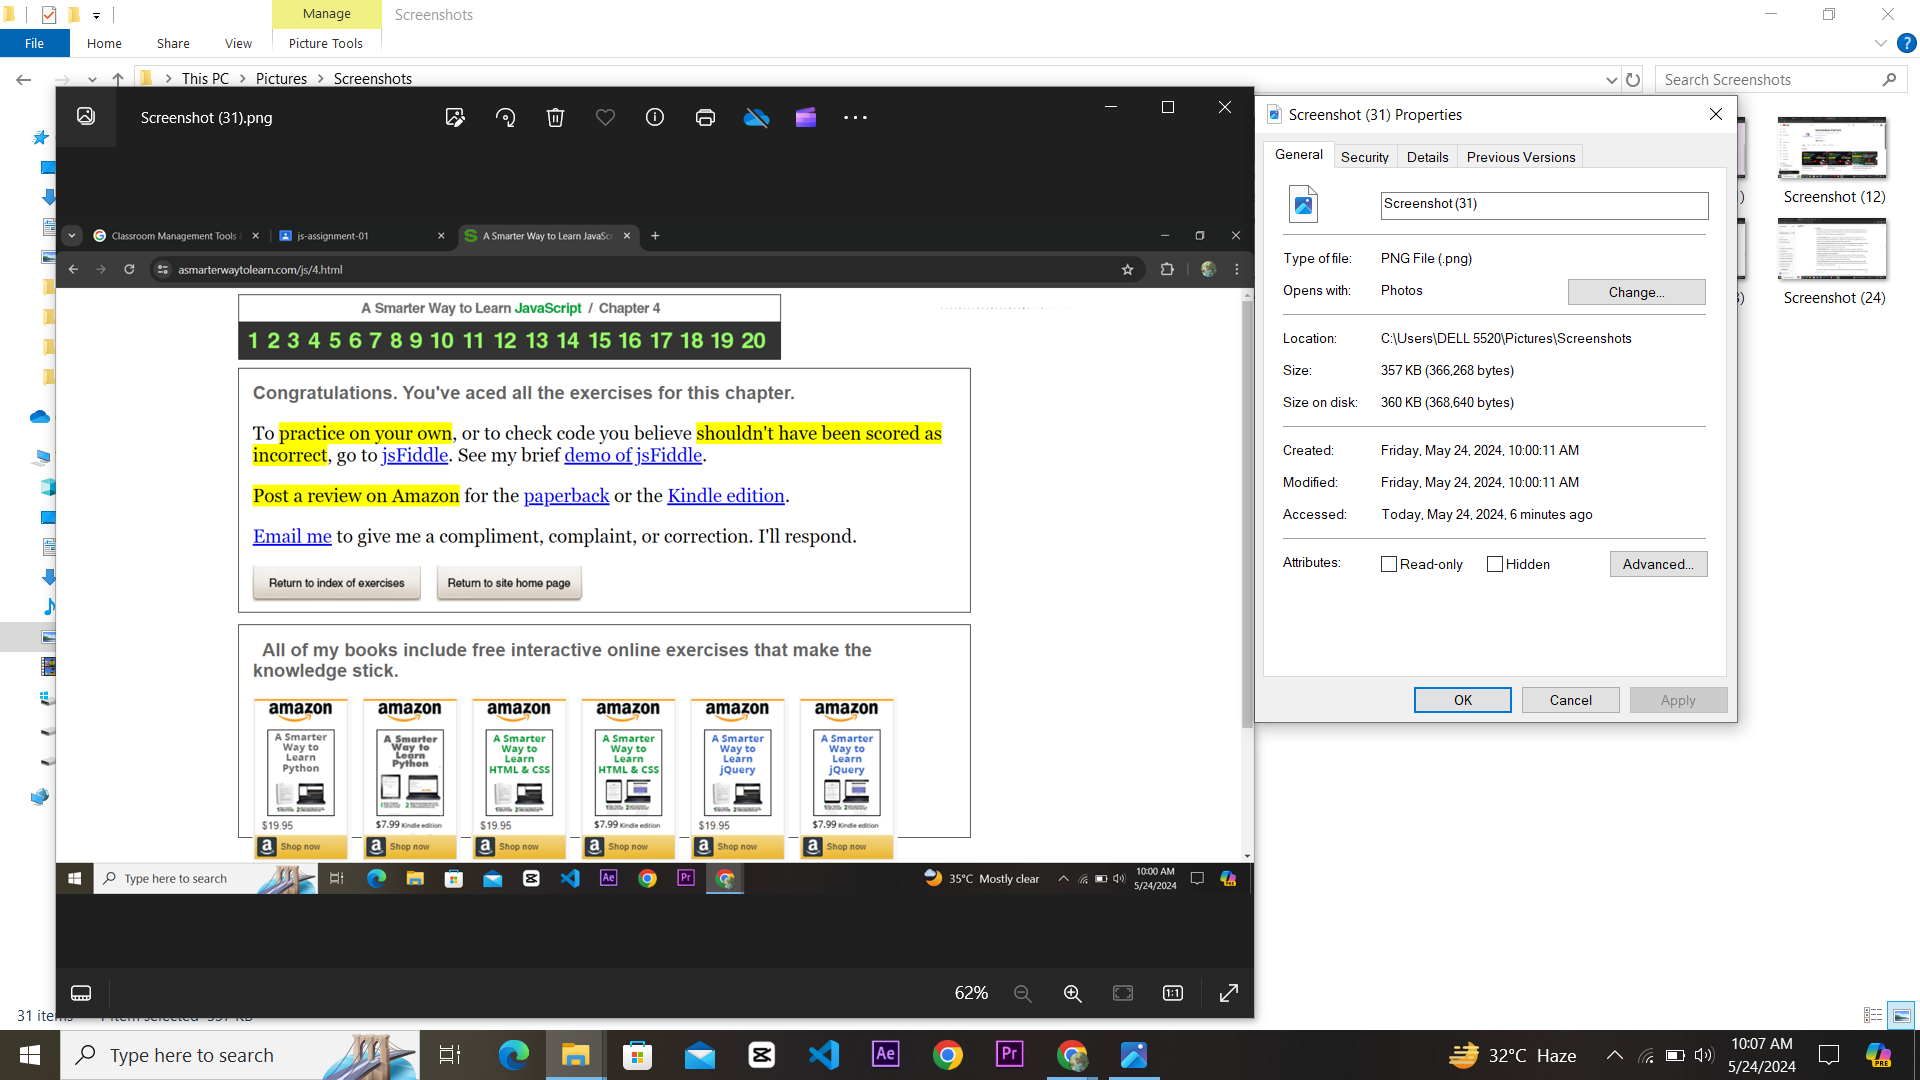 Manage
Screenshots
File
Home
Share
View
Picture Tools
This PC
Pictures
Screenshots
Search Screenshots
Screenshot (31).png
Classroom Management Tools
js-assignment-01
A Smarter Way to Learn JavaSc
asmarterwaytolearn.com/js/4.html
A Smarter Way to Learn JavaScript / Chapter 4
1 2 3 4 5 6 7 8 9 10 11 12 13 14 15 16 17 18 19 20
Congratulations. You've aced all the exercises for this chapter.
To practice on your own, or to check code you believe shouldn't have been scored as
incorrect, go to jsFiddle. See my brief demo of jsFiddle.
Post a review on Amazon for the paperback or the Kindle edition.
Email me to give me a compliment, complaint, or correction. I'll respond.
Return to index of exercises
Return to site home page
All of my books include free interactive online exercises that make the
knowledge stick.
amazon
A Smarter
Way to
Learn
Python
$19.95
Shop now
amazon
A Smarter
Way to
Learn
Python
$7.99 Kindle edition
Shop now
amazon
A Smarter
Way to
Learn
HTML & CSS
$19.95
Shop now
amazon
A Smarter
Way to
Learn
HTML & CSS
$7.99 Kindle edition
Shop now
amazon
A Smarter
Way to
Learn
jQuery
$19.95
Shop now
amazon
A Smarter
Way to
Learn
jQuery
$7.99 Kindle edition
Shop now
Type here to search
Ae
Pr
35°C Mostly clear
10:00 AM
5/24/2024
62%
1:1
Screenshot (31) Properties
General
Security
Details
Previous Versions
Screenshot (31)
Type of file: PNG File (.png)
Opens with: Photos
Change...
Location: C:\Users\DELL 5520\Pictures\Screenshots
Size: 357 KB (366,268 bytes)
Size on disk: 360 KB (368,640 bytes)
Created: Friday, May 24, 2024, 10:00:11 AM
Modified: Friday, May 24, 2024, 10:00:11 AM
Accessed: Today, May 24, 2024, 6 minutes ago
Attributes:
Read-only
Hidden
Advanced...
OK
Cancel
Apply
Screenshot (12)
Screenshot (24)
31 items
Type here to search
Ae
Pr
32°C Haze
10:07 AM
5/24/2024
PRE